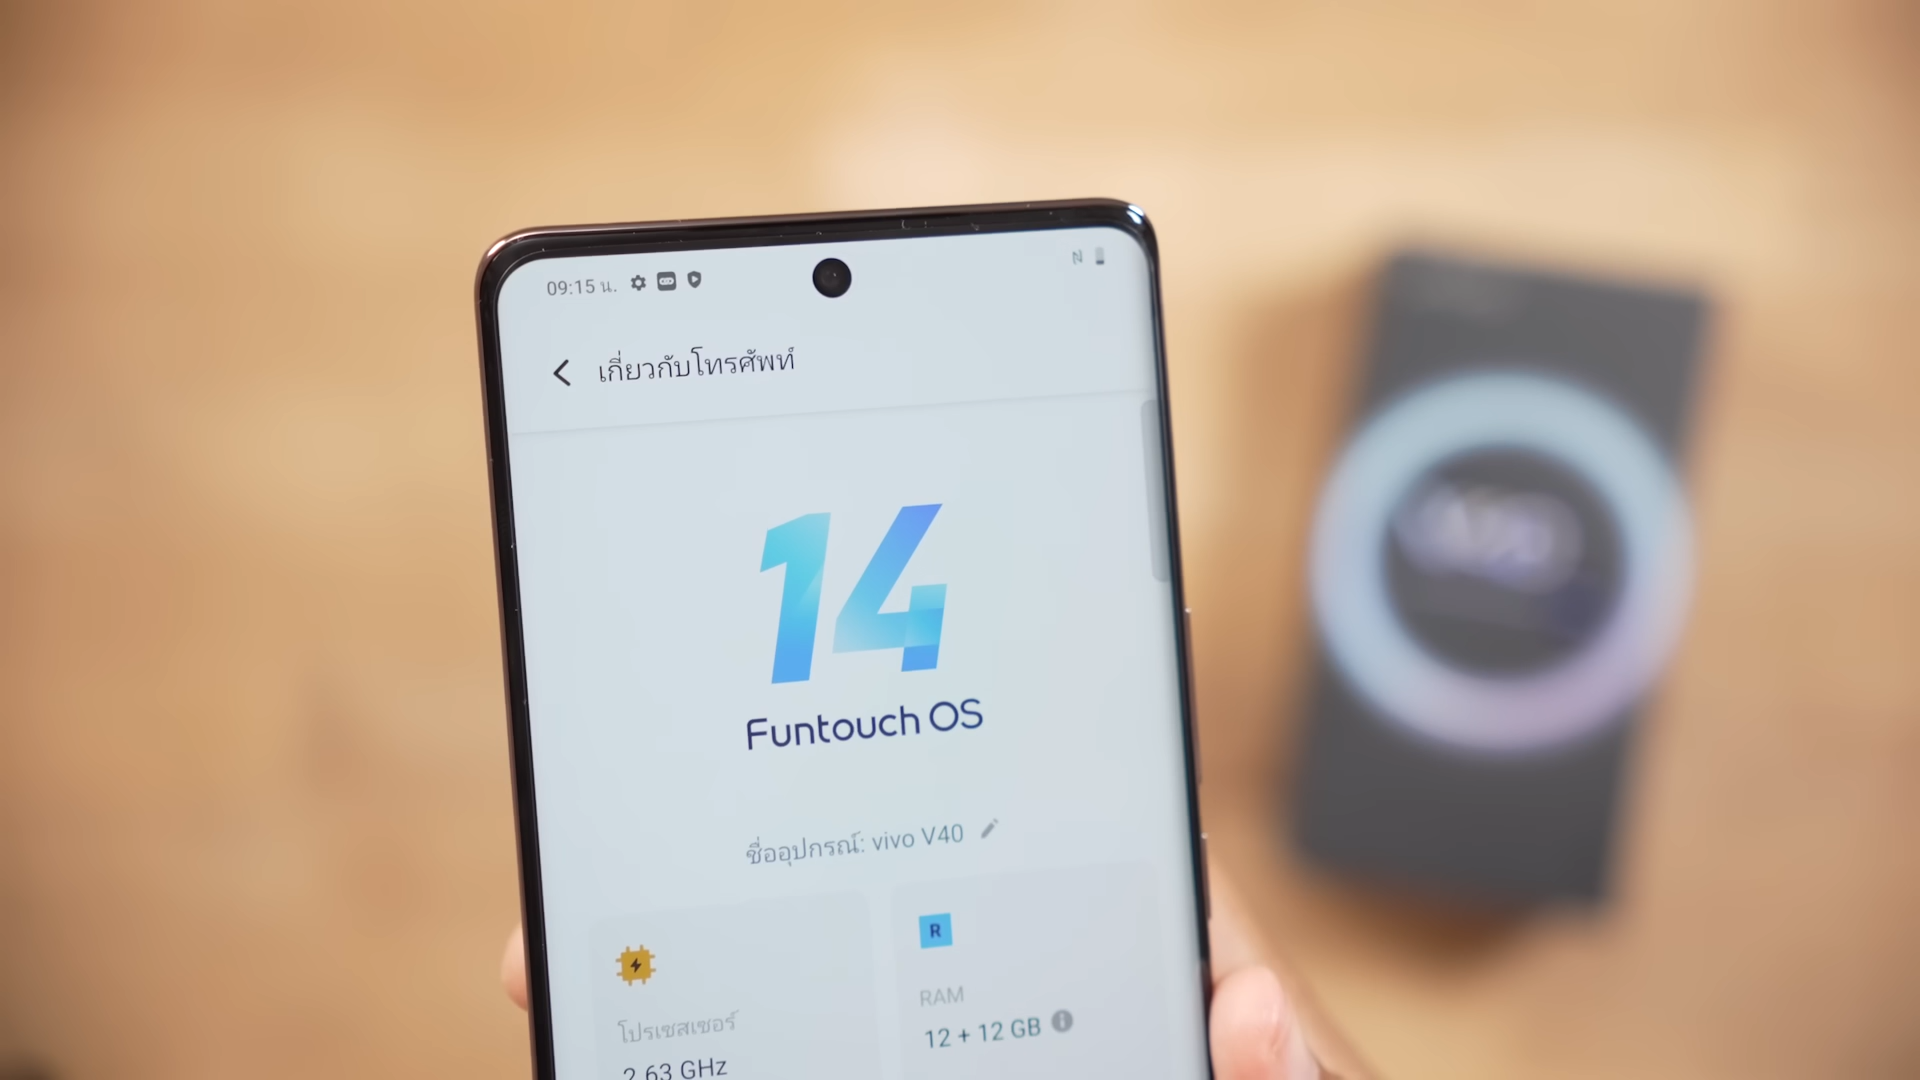 09:15 น.
เกี่ยวกับโทรศัพท์
14
Funtouch OS
ชื่ออุปกรณ์: vivo V40
R
โปรเซสเซอร์
RAM
2.63 GHz
12 + 12 GB